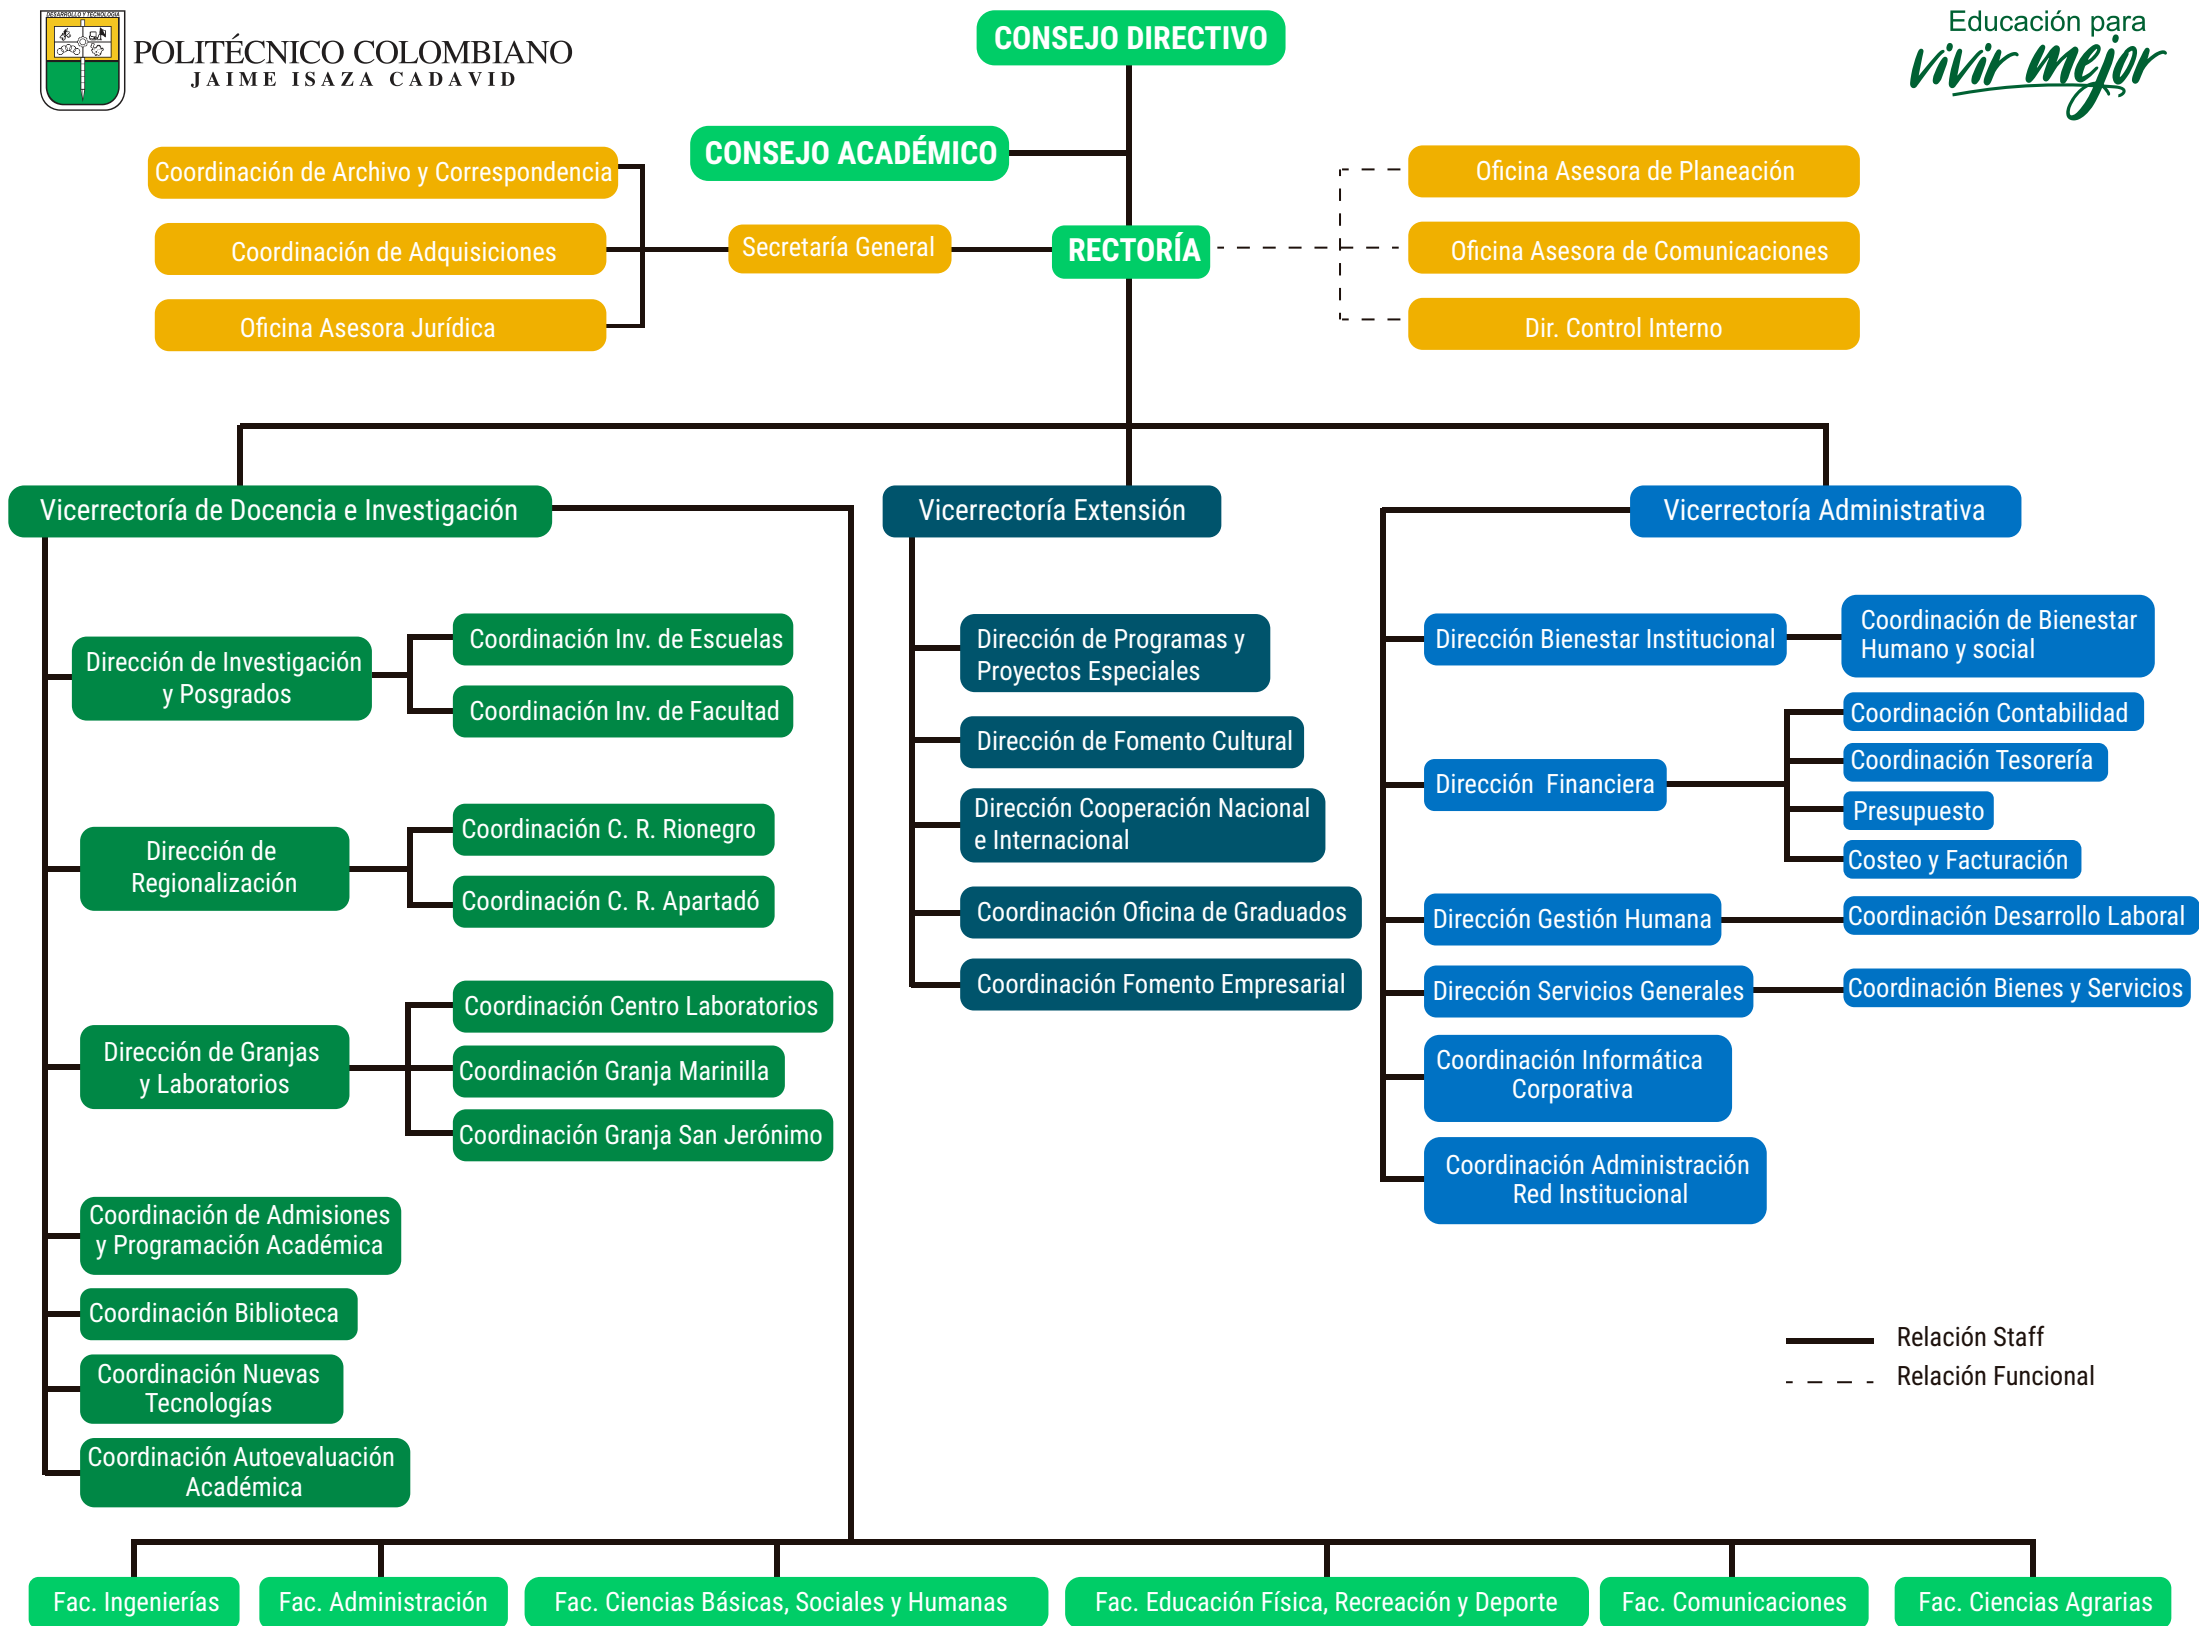 DESARROLLO Y TECNOLOGIA
POLITÉCNICO COLOMBIANO
JAIME ISAZA CADAVID
CONSEJO DIRECTIVO
Educación para
vivir mejor
CONSEJO ACADÉMICO
Coordinación de Archivo y Correspondencia
Coordinación de Adquisiciones
Oficina Asesora Jurídica
Secretaría General
RECTORÍA
Oficina Asesora de Planeación
Oficina Asesora de Comunicaciones
Dir. Control Interno
Vicerrectoría de Docencia e Investigación
Dirección de Investigación
y Posgrados
Coordinación Inv. de Escuelas
Coordinación Inv. de Facultad
Dirección de
Regionalización
Coordinación C. R. Rionegro
Coordinación C. R. Apartadó
Dirección de Granjas
y Laboratorios
Coordinación Centro Laboratorios
Coordinación Granja Marinilla
Coordinación Granja San Jerónimo
Coordinación de Admisiones
y Programación Académica
Coordinación Biblioteca
Coordinación Nuevas
Tecnologías
Coordinación Autoevaluación
Académica
Vicerrectoría Extensión
Dirección de Programas y
Proyectos Especiales
Dirección de Fomento Cultural
Dirección Cooperación Nacional
e Internacional
Coordinación Oficina de Graduados
Coordinación Fomento Empresarial
Vicerrectoría Administrativa
Dirección Bienestar Institucional
Coordinación de Bienestar
Humano y social
Dirección Financiera
Coordinación Contabilidad
Coordinación Tesorería
Presupuesto
Costeo y Facturación
Dirección Gestión Humana
Coordinación Desarrollo Laboral
Dirección Servicios Generales
Coordinación Bienes y Servicios
Coordinación Informática
Corporativa
Coordinación Administración
Red Institucional
Relación Staff
Relación Funcional
Fac. Ingenierías
Fac. Administración
Fac. Ciencias Básicas, Sociales y Humanas
Fac. Educación Física, Recreación y Deporte
Fac. Comunicaciones
Fac. Ciencias Agrarias